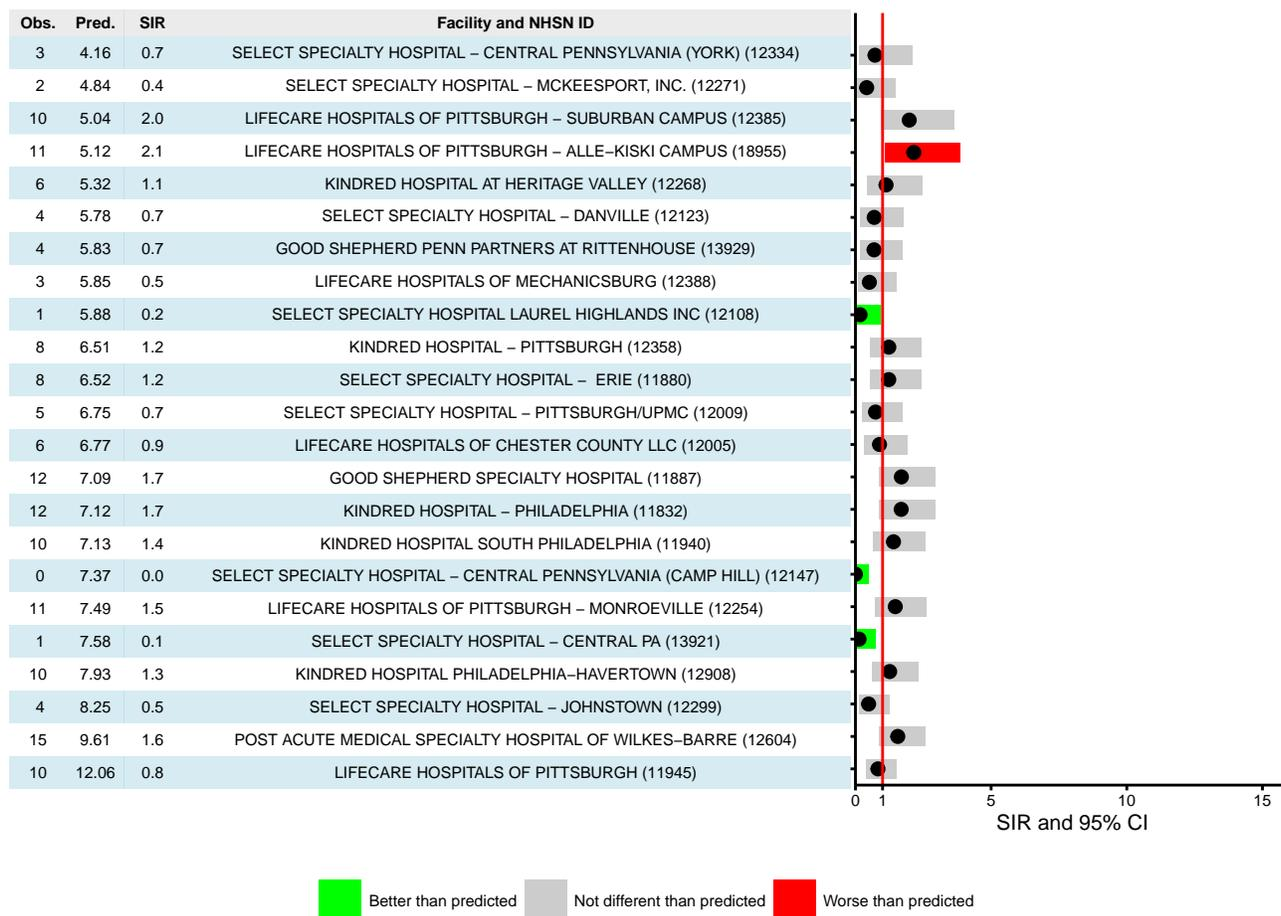 Obs. Pred. SIR Facility and NHSN ID
3 4.16 0.7 SELECT SPECIALTY HOSPITAL – CENTRAL PENNSYLVANIA (YORK) (12334)
2 4.84 0.4 SELECT SPECIALTY HOSPITAL – MCKEESPORT, INC. (12271)
10 5.04 2.0 LIFECARE HOSPITALS OF PITTSBURGH – SUBURBAN CAMPUS (12385)
11 5.12 2.1 LIFECARE HOSPITALS OF PITTSBURGH – ALLE–KISKI CAMPUS (18955)
6 5.32 1.1 KINDRED HOSPITAL AT HERITAGE VALLEY (12268)
4 5.78 0.7 SELECT SPECIALTY HOSPITAL – DANVILLE (12123)
4 5.83 0.7 GOOD SHEPHERD PENN PARTNERS AT RITTENHOUSE (13929)
3 5.85 0.5 LIFECARE HOSPITALS OF MECHANICSBURG (12388)
1 5.88 0.2 SELECT SPECIALTY HOSPITAL LAUREL HIGHLANDS INC (12108)
8 6.51 1.2 KINDRED HOSPITAL – PITTSBURGH (12358)
8 6.52 1.2 SELECT SPECIALTY HOSPITAL – ERIE (11880)
5 6.75 0.7 SELECT SPECIALTY HOSPITAL – PITTSBURGH/UPMC (12009)
6 6.77 0.9 LIFECARE HOSPITALS OF CHESTER COUNTY LLC (12005)
12 7.09 1.7 GOOD SHEPHERD SPECIALTY HOSPITAL (11887)
12 7.12 1.7 KINDRED HOSPITAL – PHILADELPHIA (11832)
10 7.13 1.4 KINDRED HOSPITAL SOUTH PHILADELPHIA (11940)
0 7.37 0.0 SELECT SPECIALTY HOSPITAL – CENTRAL PENNSYLVANIA (CAMP HILL) (12147)
11 7.49 1.5 LIFECARE HOSPITALS OF PITTSBURGH – MONROEVILLE (12254)
1 7.58 0.1 SELECT SPECIALTY HOSPITAL – CENTRAL PA (13921)
10 7.93 1.3 KINDRED HOSPITAL PHILADELPHIA–HAVERTOWN (12908)
4 8.25 0.5 SELECT SPECIALTY HOSPITAL – JOHNSTOWN (12299)
15 9.61 1.6 POST ACUTE MEDICAL SPECIALTY HOSPITAL OF WILKES–BARRE (12604)
10 12.06 0.8 LIFECARE HOSPITALS OF PITTSBURGH (11945)
0 1 5 10 15
SIR and 95% CI
Better than predicted Not different than predicted Worse than predicted